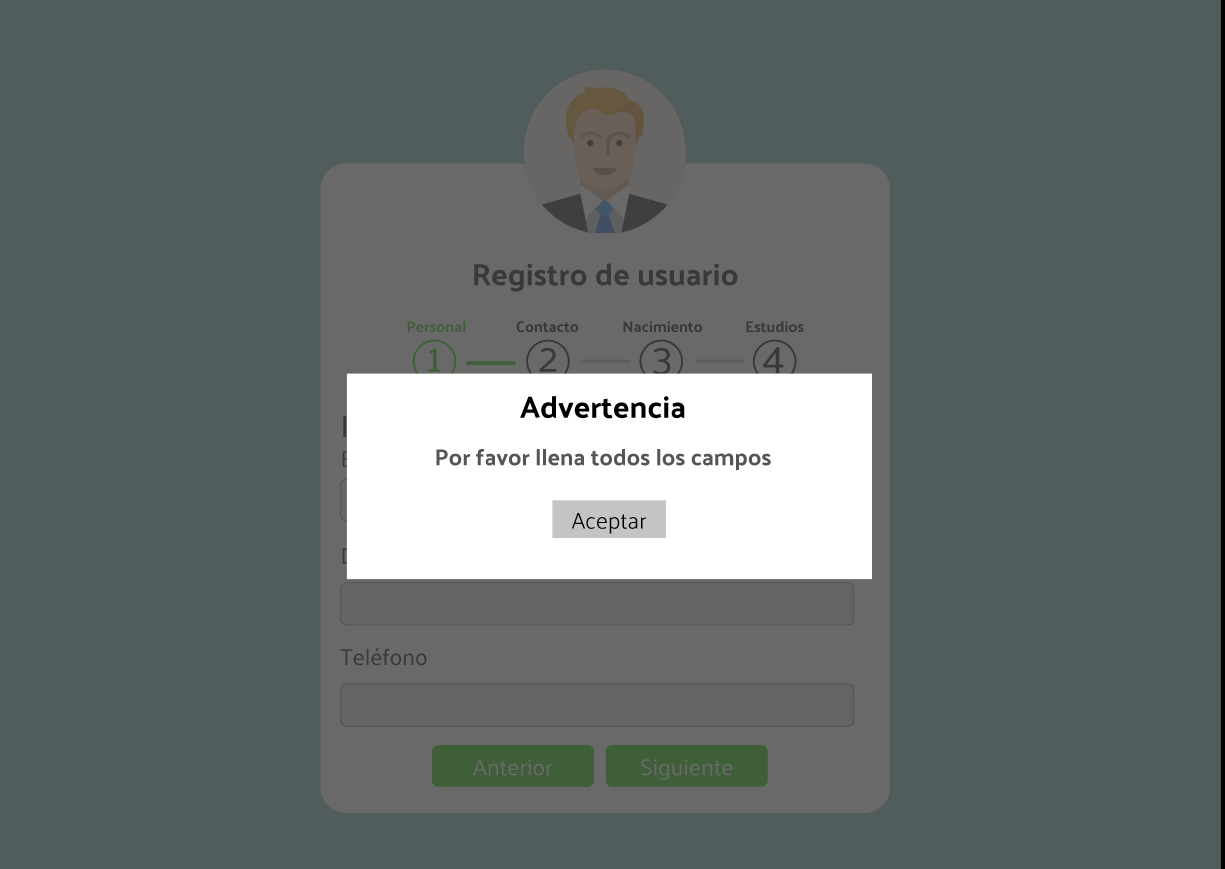 Registro de usuario
Personal Contacto Nacimiento Estudios
1 2 3 4
Advertencia
Por favor llena todos los campos
Aceptar
Teléfono
Anterior Siguiente